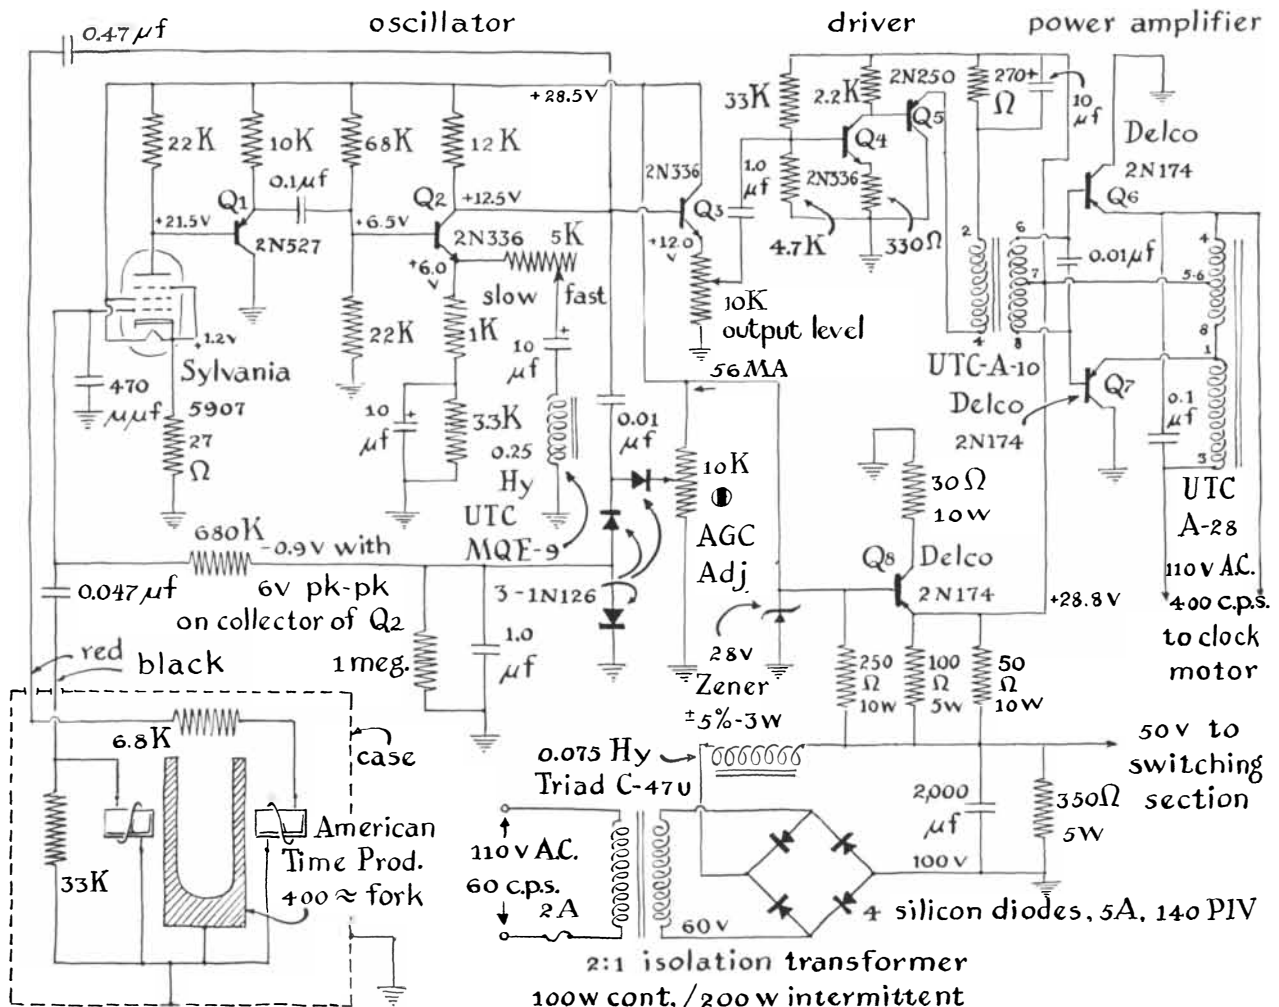 0.47 µf
oscillator
driver
power amplifier
+28.5V
22K
10K
68K
12K
0.1µf
Q1
Q2
+21.5V
2N527
+6.5V
+12.5V
2N336
5K
+6.0
V
slow
fast
2N336
Q3
+12.0
V
10K
output level
33K
2.2K
2N250
Q5
Q4
1.0
µf
2N336
4.7K
330Ω
270
Ω
+
10
µf
Delco
2N174
Q6
2
6
7
4
8
0.01µf
UTC-A-10
Delco
2N174
Q7
4
5-6
8
1
3
0.1
µf
UTC
A-28
110 V A.C.
400 c.p.s.
to clock
motor
+1.2V
Sylvania
5907
470
µµf
27
Ω
22K
1K
10
µf
+
10
µf
+
3.3K
0.25
Hy
UTC
MQE-9
0.01
µf
56MA
10K
AGC
Adj
680K
-0.9V with
6V pk-pk
on collector of Q2
0.047µf
1 meg.
1.0
µf
3-1N126
28V
Zener
±5%-3W
30Ω
10W
Q8
Delco
2N174
+28.8V
250
Ω
10W
100
Ω
5W
50
Ω
10W
red
black
case
6.8K
33K
American
Time Prod.
400≈ fork
0.075 Hy
Triad C-47U
50V to
switching
section
2,000
µf
350Ω
5W
110V A.C.
60 c.p.s.
2A
60V
100V
4 silicon diodes, 5A, 140 PIV
2:1 isolation transformer
100W cont./200W intermittent